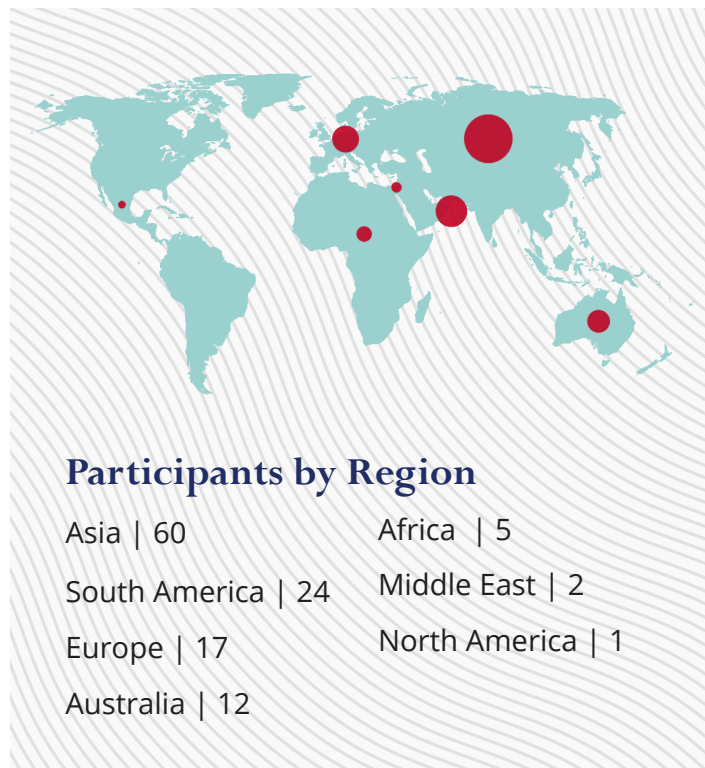 Participants by Region
Asia | 60
South America | 24
Europe | 17
Australia | 12
Africa | 5
Middle East | 2
North America | 1